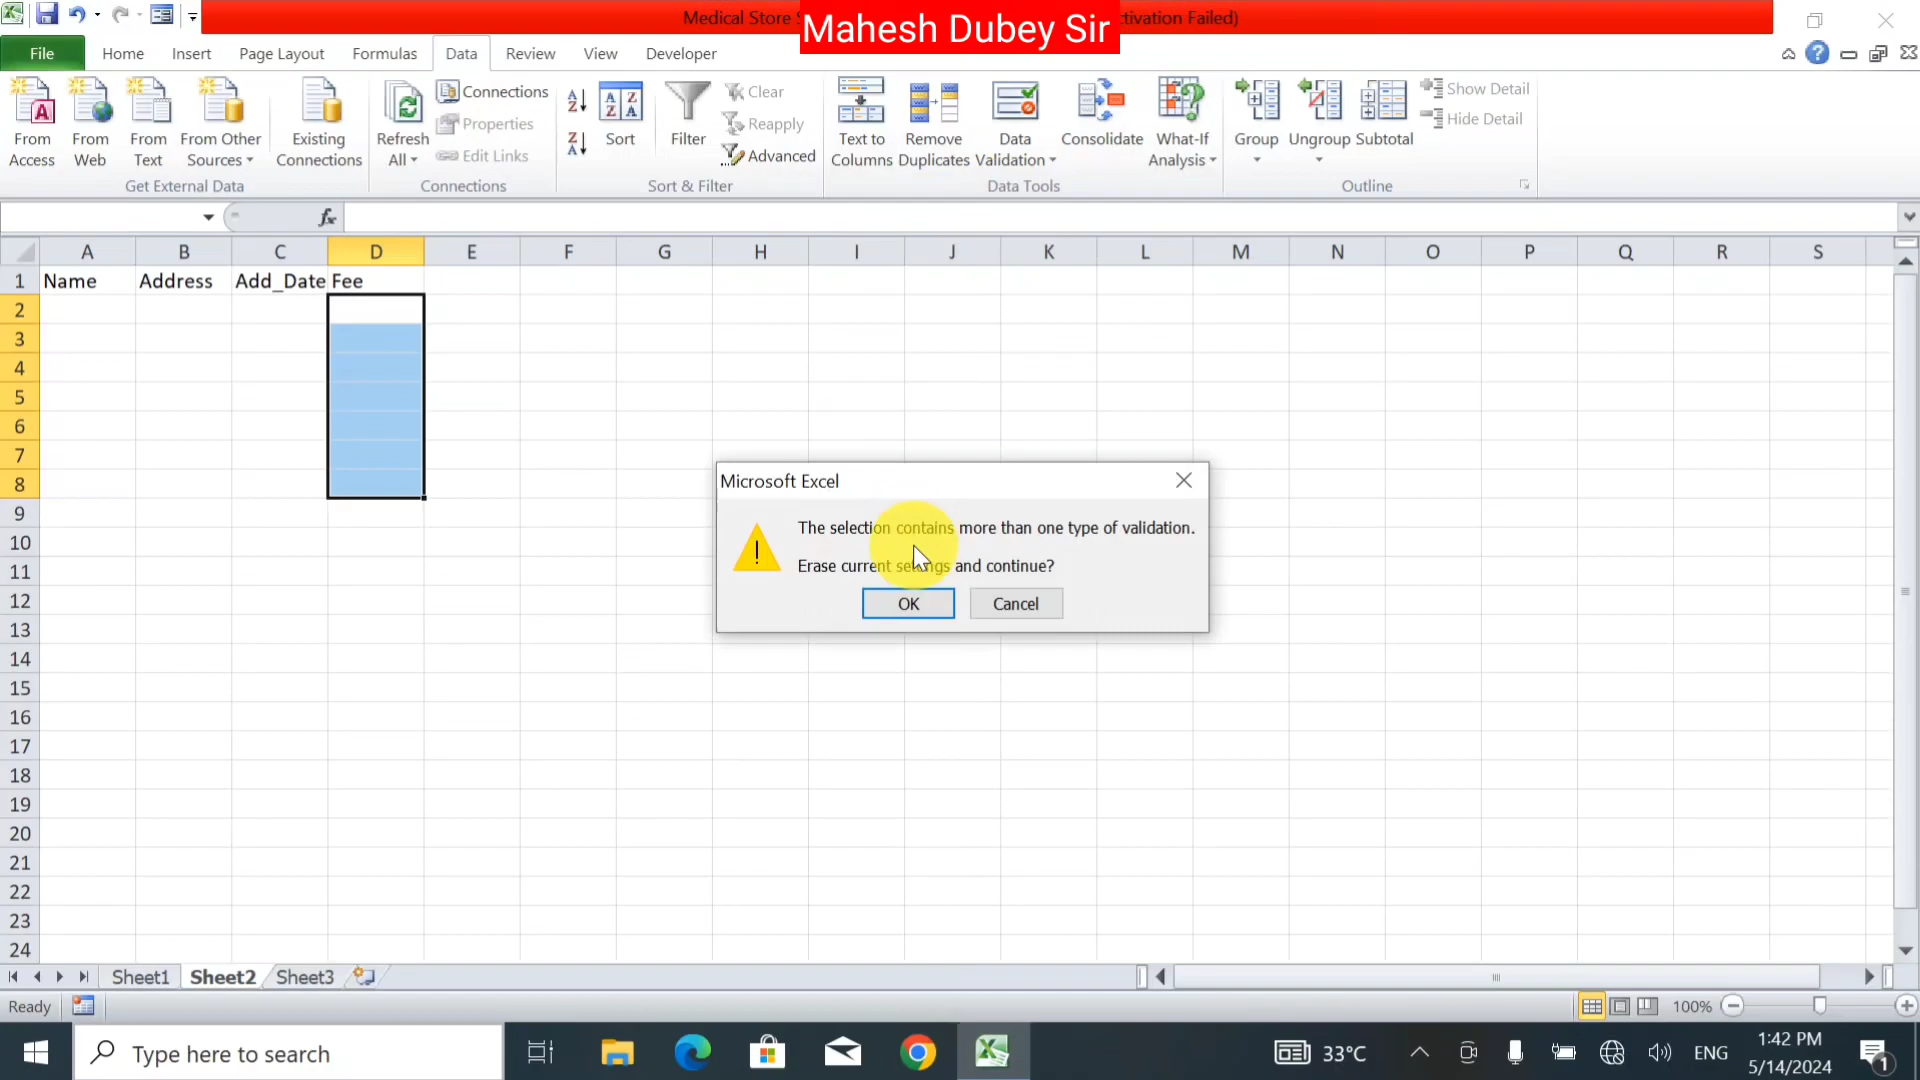 Medical Store S
Mahesh Dubey Sir
ctivation Failed)
File Home Insert Page Layout Formulas Data Review View Developer
From Access
From Web
From Text
From Other Sources
Existing Connections
Get External Data
Refresh All
Connections
Properties
Edit Links
Connections
Sort
Filter
Clear
Reapply
Advanced
Sort & Filter
Text to Columns
Remove Duplicates
Data Validation
Consolidate
What-If Analysis
Data Tools
Group
Ungroup
Subtotal
Show Detail
Hide Detail
Outline
fx
A B C D E F G H I J K L M N O P Q R S
1 Name Address Add_Date Fee
2
3
4
5
6
7
8
9
10
11
12
13
14
15
16
17
18
19
20
21
22
23
24
Microsoft Excel
The selection contains more than one type of validation.
Erase current settings and continue?
OK Cancel
Sheet1 Sheet2 Sheet3
Ready 100%
Type here to search
33°C
ENG
1:42 PM
5/14/2024
1